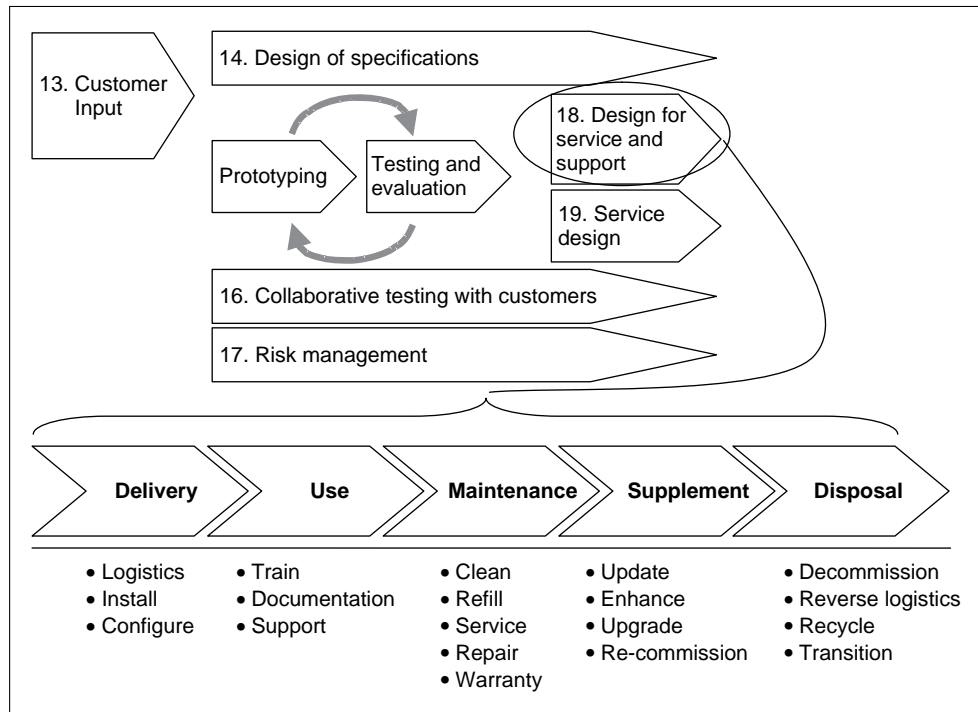 14. Design of specifications
13. Customer
Input
18. Design for
service and
support
Prototyping
Testing and
evaluation
19. Service
design
16. Collaborative testing with customers
17. Risk management
Delivery
Use
Maintenance
Supplement
Disposal
• Logistics
• Install
• Configure
• Train
• Documentation
• Support
• Clean
• Refill
• Service
• Repair
• Warranty
• Update
• Enhance
• Upgrade
• Re-commission
• Decommission
• Reverse logistics
• Recycle
• Transition